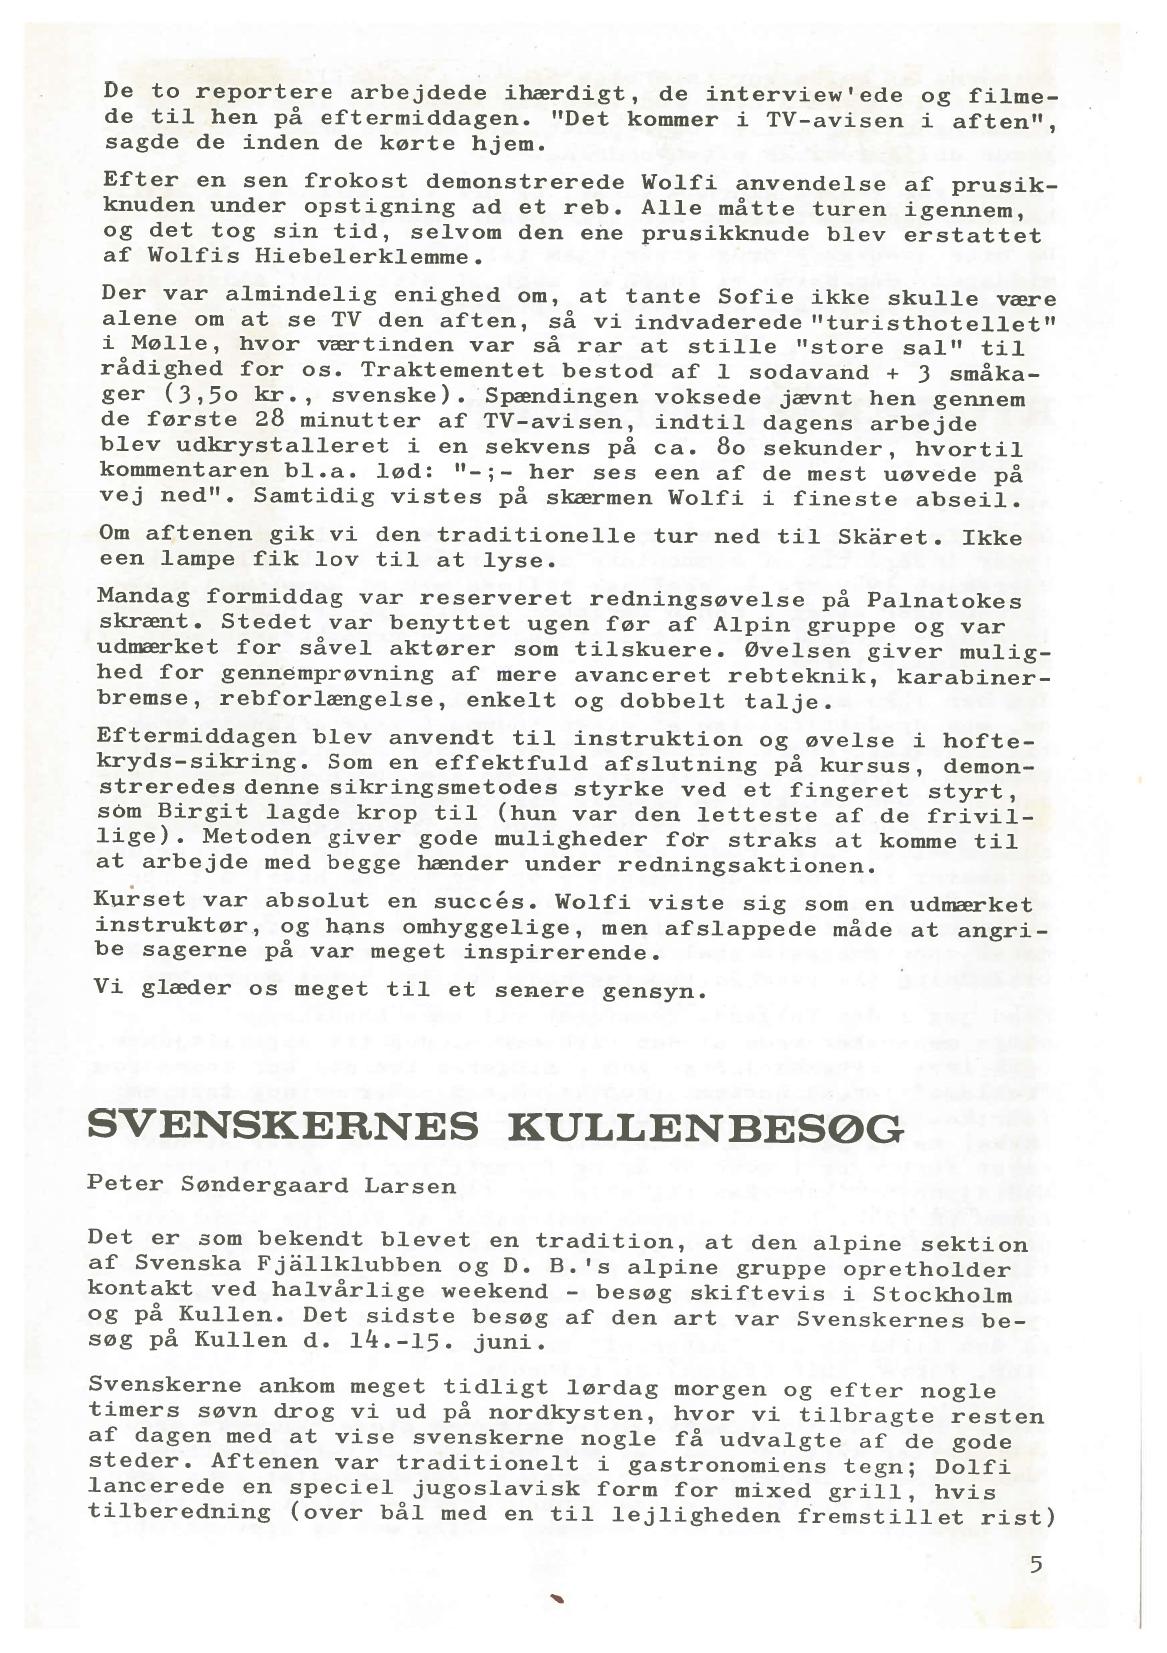 De to reportere arbejdede ihærdigt, de interview'ede og filme-
de til hen på eftermiddagen. "Det kommer i TV-avisen i aften",
sagde de inden de kørte hjem.
Efter en sen frokost demonstrerede Wolfi anvendelse af prusik-
knuden under opstigning ad et reb. Alle måtte turen igennem,
og det tog sin tid, selvom den ene prusikknude blev erstattet
af Wolfis Hiebelerklemme.
Der var almindelig enighed om, at tante Sofie ikke skulle være
alene om at se TV den aften, så vi indvaderede "turisthotellet"
i Mølle, hvor værtinden var så rar at stille "store sal" til
rådighed for os. Traktementet bestod af 1 sodavand + 3 småka-
ger (3,5o kr., svenske). Spændingen voksede jævnt hen gennem
de første 28 minutter af TV-avisen, indtil dagens arbejde
blev udkrystalleret i en sekvens på ca. 8o sekunder, hvortil
kommentaren bl.a. lød: "-;- her ses een af de mest uøvede på
vej ned". Samtidig vistes på skærmen Wolfi i fineste abseil.
Om aftenen gik vi den traditionelle tur ned til Skäret. Ikke
een lampe fik lov til at lyse.
Mandag formiddag var reserveret redningsøvelse på Palnatokes
skrænt. Stedet var benyttet ugen før af Alpin gruppe og var
udmærket for såvel aktører som tilskuere. Øvelsen giver mulig-
hed for gennemprøvning af mere avanceret rebteknik, karabiner-
bremse, rebforlængelse, enkelt og dobbelt talje.
Eftermiddagen blev anvendt til instruktion og øvelse i hofte-
kryds-sikring. Som en effektfuld afslutning på kursus, demon-
streredes denne sikringsmetodes styrke ved et fingeret styrt,
som Birgit lagde krop til (hun var den letteste af de frivil-
lige). Metoden giver gode muligheder for straks at komme til
at arbejde med begge hænder under redningsaktionen.
Kurset var absolut en succés. Wolfi viste sig som en udmærket
instruktør, og hans omhyggelige, men afslappede måde at angri-
be sagerne på var meget inspirerende.
Vi glæder os meget til et senere gensyn.
SVENSKERNES KULLENBESØG
Peter Søndergaard Larsen
Det er som bekendt blevet en tradition, at den alpine sektion
af Svenska Fjällklubben og D. B.'s alpine gruppe opretholder
kontakt ved halvårlige weekend - besøg skiftevis i Stockholm
og på Kullen. Det sidste besøg af den art var Svenskernes be-
søg på Kullen d. 14.-15. juni.
Svenskerne ankom meget tidligt lørdag morgen og efter nogle
timers søvn drog vi ud på nordkysten, hvor vi tilbragte resten
af dagen med at vise svenskerne nogle få udvalgte af de gode
steder. Aftenen var traditionelt i gastronomiens tegn; Dolfi
lancerede en speciel jugoslavisk form for mixed grill, hvis
tilberedning (over bål med en til lejligheden fremstillet rist)
5